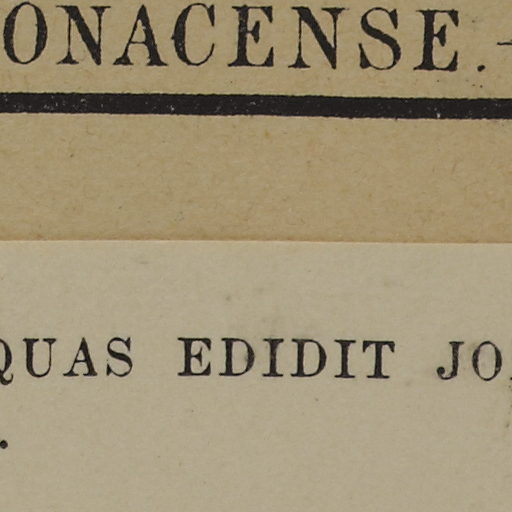 ONACENSE.-
QUAS EDIDIT JO
.